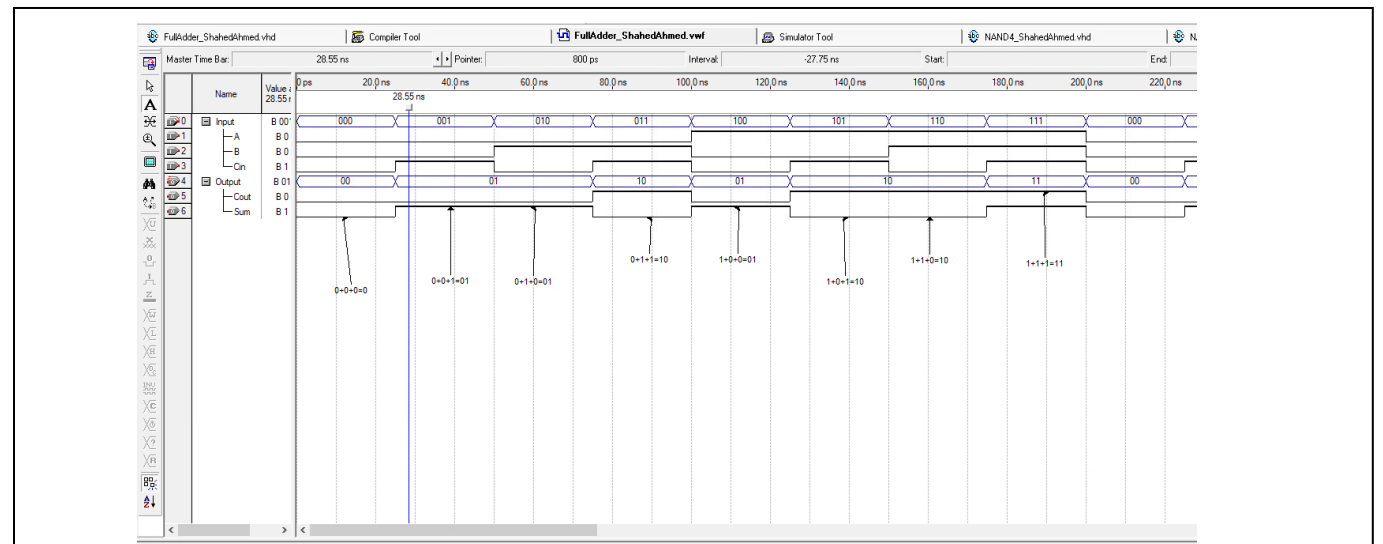 FullAdder_ShahedAhmed.vhd Compiler Tool FullAdder_ShahedAhmed.vwf Simulator Tool NAND4_ShahedAhmed.vhd
Master Time Bar: 28.55 ns Pointer: 800 ps Interval: -27.75 ns Start: End:
Name Value 0 ps 20.0 ns 40.0 ns 60.0 ns 80.0 ns 100.0 ns 120.0 ns 140.0 ns 160.0 ns 180.0 ns 200.0 ns 220.0 ns
28.55 28.55 ns
0 Input B 00 000 001 010 011 100 101 110 111 000
1 A B 0
2 B B 0
3 Cin B 1
4 Output B 01 00 01 10 01 10 11 00
5 Cout B 0
6 Sum B 1
0+1+1=10 1+0+0=01 1+1+0=10 1+1+1=11
0+0+1=01 0+1+0=01 1+0+1=10
0+0+0=0